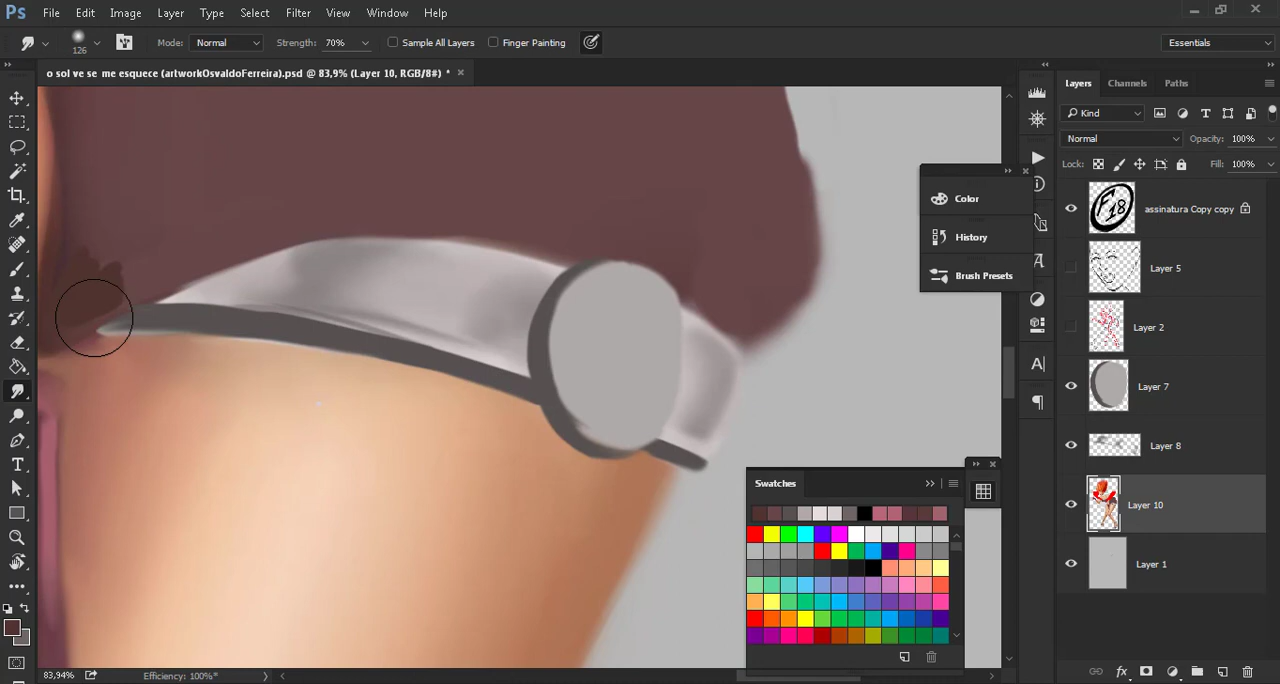 Ps File Edit Image Layer Type Select Filter View Window Help
126 Mode: Normal Strength: 70% Sample All Layers Finger Painting Essentials
o sol ve se me esquece (artworkOsvaldoFerreira).psd @ 83,9% (Layer 10, RGB/8#) *
Layers Channels Paths
Kind
Normal Opacity: 100%
Lock: Fill: 100%
Color
History
Brush Presets
F 18 assinatura Copy copy
Layer 5
Layer 2
Layer 7
Layer 8
Layer 10
Layer 1
Swatches
83,94% Efficiency: 100%*